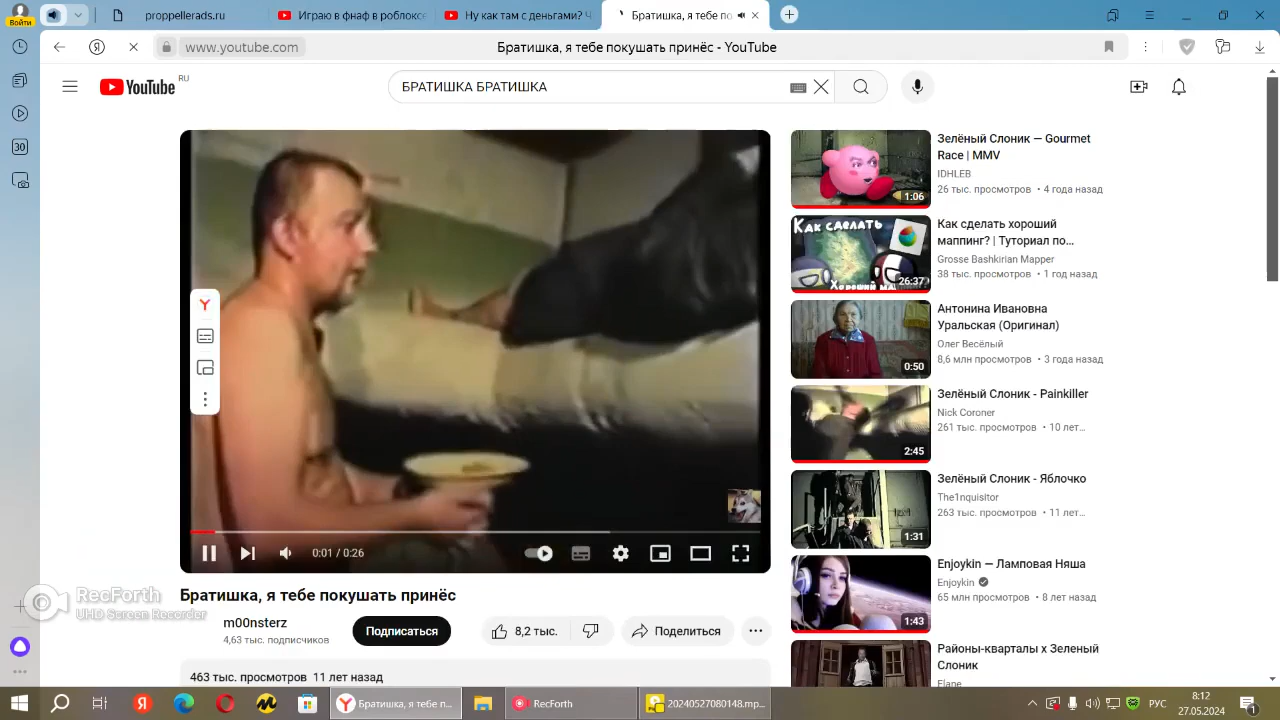 Войти
proppellerads.ru
Играю в внаф в роблоксе
Ну как там с деньгами?
Братишка, я тебе по
www.youtube.com
Братишка, я тебе покушать принёс - YouTube
30
YouTube
RU
БРАТИШКА БРАТИШКА
Зелёный Слоник — Gourmet
Race | MMV
IDHLEB
26 тыс. просмотров • 4 года назад
1:06
Как сделать
Как сделать хороший
маппинг? | Туториал по...
Grosse Bashkirian Mapper
38 тыс. просмотров • 1 год назад
26:37
Антонина Ивановна
Уральская (Оригинал)
Олег Весёлый
8,6 млн просмотров • 3 года назад
0:50
Зелёный Слоник - Painkiller
Nick Coroner
261 тыс. просмотров • 10 лет...
2:45
Зелёный Слоник - Яблочко
The1nquisitor
263 тыс. просмотров • 11 лет...
1:31
Enjoykin — Ламповая Няша
Enjoykin
65 млн просмотров • 8 лет назад
1:43
Районы-кварталы х Зеленый
Слоник
Elane
0:01 / 0:26
RecForth
UHD Screen Recorder
Братишка, я тебе покушать принёс
m00nsterz
4,63 тыс. подписчиков
Подписаться
8,2 тыс.
Поделиться
463 тыс. просмотров 11 лет назад
Братишка, я тебе п...
RecForth
20240527080148.mp...
РУС
8:12
27.05.2024
1